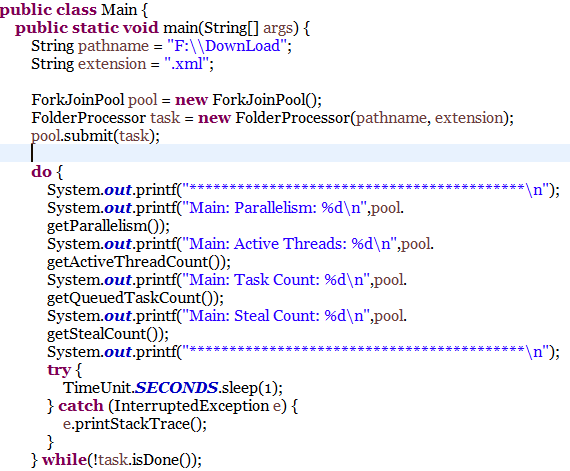 public class Main {
public static void main(String[] args) {
String pathname = "F:\\DownLoad";
String extension = ".xml";
ForkJoinPool pool = new ForkJoinPool();
FolderProcessor task = new FolderProcessor(pathname, extension);
pool.submit(task);
do {
System.out.printf("******************************************\n");
System.out.printf("Main: Parallelism: %d\n",pool.
getParallelism());
System.out.printf("Main: Active Threads: %d\n",pool.
getActiveThreadCount());
System.out.printf("Main: Task Count: %d\n",pool.
getQueuedTaskCount());
System.out.printf("Main: Steal Count: %d\n",pool.
getStealCount());
System.out.printf("******************************************\n");
try {
TimeUnit.SECONDS.sleep(1);
} catch (InterruptedException e) {
e.printStackTrace();
}
} while(!task.isDone());